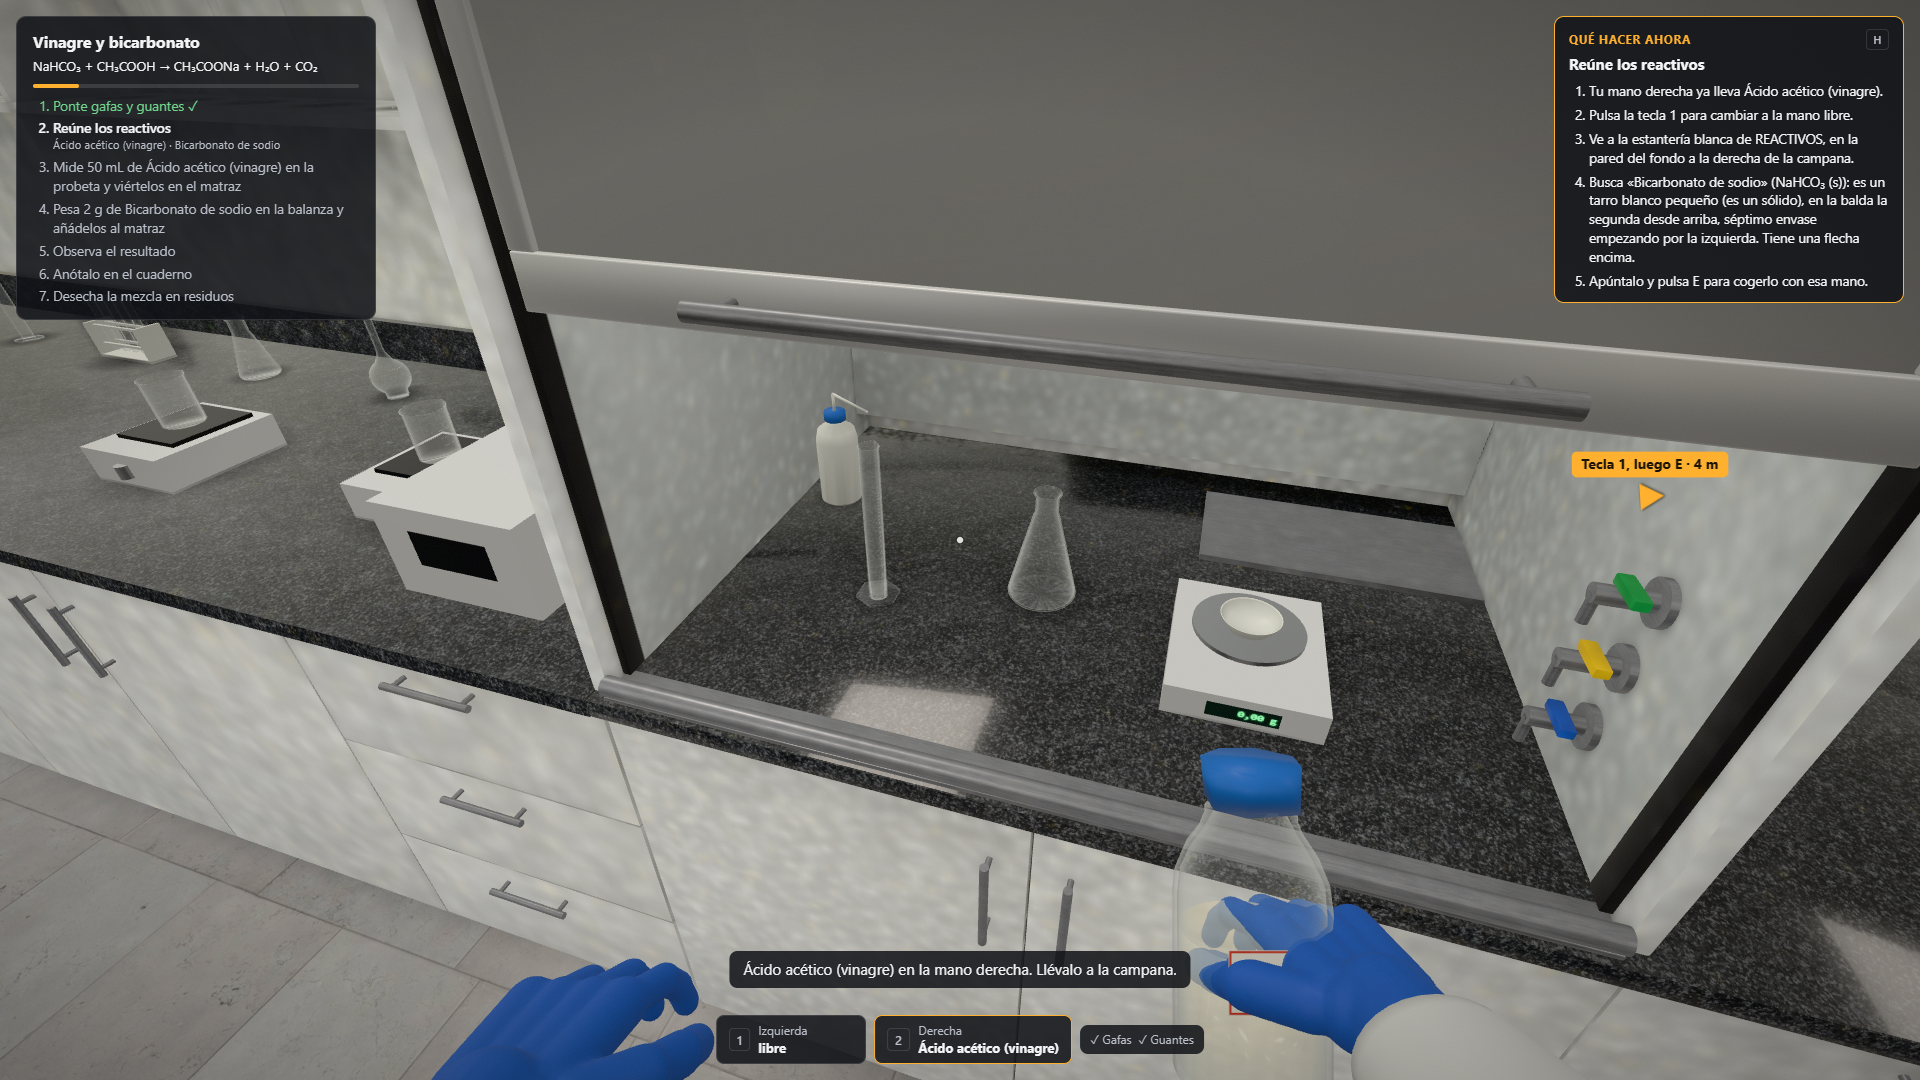 Vinagre y bicarbonato
NaHCO₃ + CH₃COOH → CH₃COONa + H₂O + CO₂
1. Ponte gafas y guantes ✓
2. Reúne los reactivos
Ácido acético (vinagre) · Bicarbonato de sodio
3. Mide 50 mL de Ácido acético (vinagre) en la
probeta y viértelos en el matraz
4. Pesa 2 g de Bicarbonato de sodio en la balanza y
añádelos al matraz
5. Observa el resultado
6. Anótalo en el cuaderno
7. Desecha la mezcla en residuos
QUÉ HACER AHORA
H
Reúne los reactivos
1. Tu mano derecha ya lleva Ácido acético (vinagre).
2. Pulsa la tecla 1 para cambiar a la mano libre.
3. Ve a la estantería blanca de REACTIVOS, en la
pared del fondo a la derecha de la campana.
4. Busca «Bicarbonato de sodio» (NaHCO₃ (s)): es un
tarro blanco pequeño (es un sólido), en la balda la
segunda desde arriba, séptimo envase
empezando por la izquierda. Tiene una flecha
encima.
5. Apúntalo y pulsa E para cogerlo con esa mano.
Tecla 1, luego E · 4 m
0,00 g
Ácido acético (vinagre) en la mano derecha. Llévalo a la campana.
1 Izquierda
libre
2 Derecha
Ácido acético (vinagre)
✓ Gafas ✓ Guantes